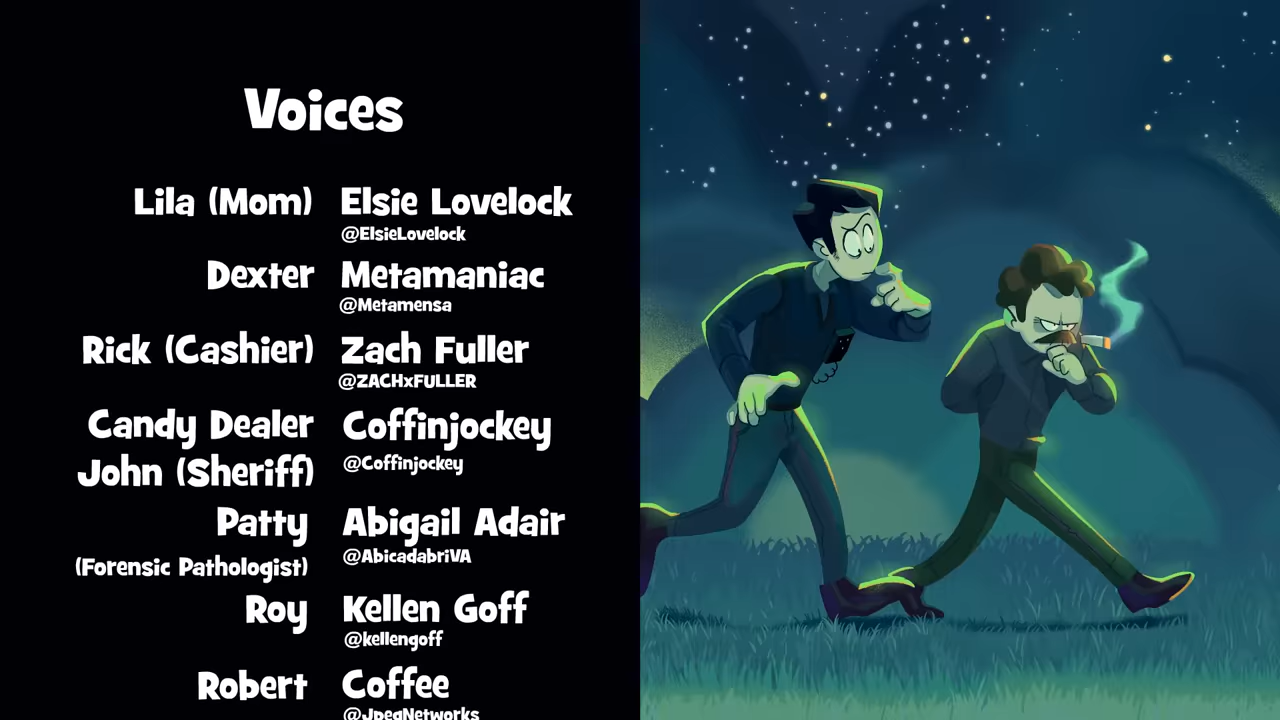 Voices
Lila (Mom) Elsie Lovelock
@ElsieLovelock
Dexter Metamaniac
@Metamensa
Rick (Cashier) Zach Fuller
@ZACHxFULLER
Candy Dealer Coffinjockey
John (Sheriff) @Coffinjockey
Patty Abigail Adair
(Forensic Pathologist) @AbicadabriVA
Roy Kellen Goff
@kellengoff
Robert Coffee
@JpegNetworks